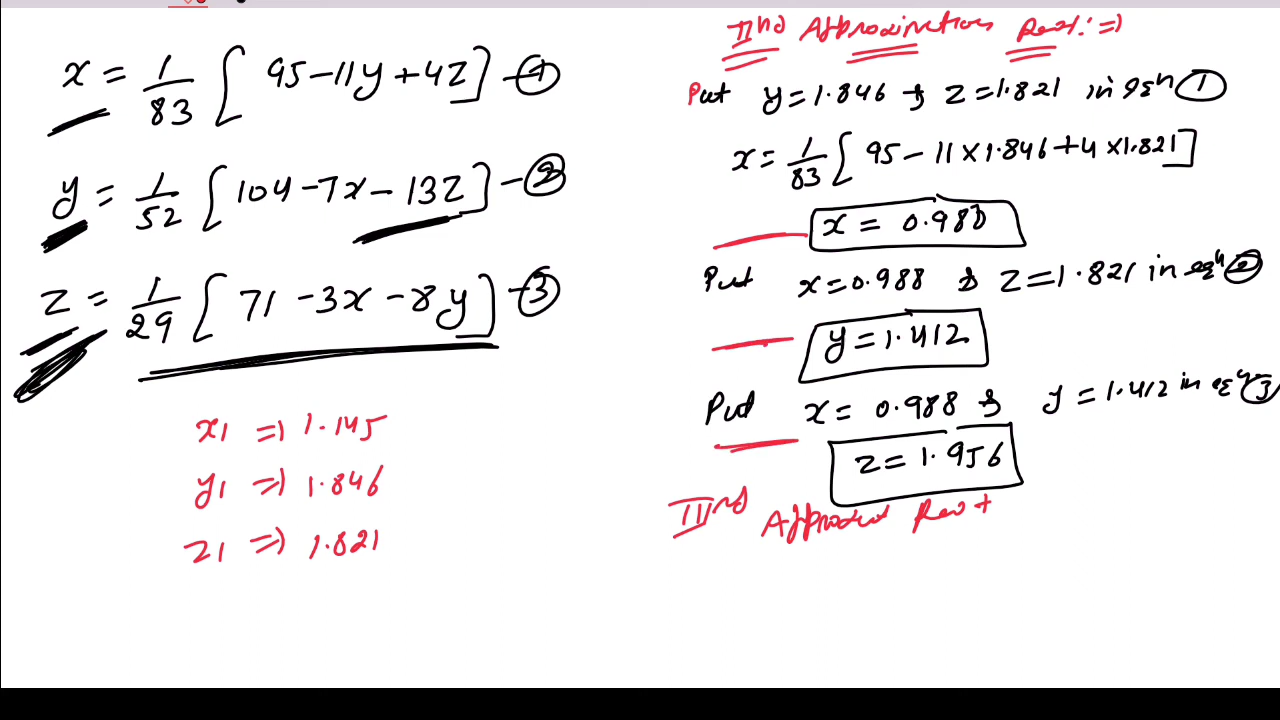 x = 1/83 [ 95 - 11y + 4z ] - 1
y = 1/52 [ 104 - 7x - 13z ] - 2
z = 1/29 [ 71 - 3x - 8y ] - 3
x1 => 1.145
y1 => 1.846
z1 => 1.821
IInd Approximation Root: =>
Put y = 1.846 & z = 1.821 in eqn 1
x = 1/83 [ 95 - 11 × 1.846 + 4 × 1.821 ]
x = 0.988
Put x = 0.988 & z = 1.821 in eqn 2
y = 1.412
Put x = 0.988 & y = 1.412 in eqn 3
z = 1.956
IIIrd